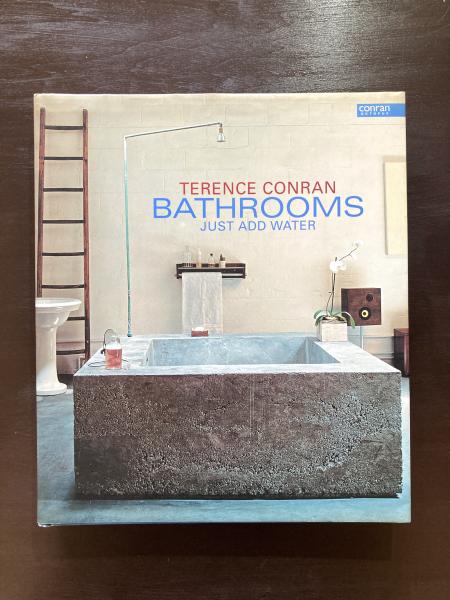 conran
OCTOPUS
TERENCE CONRAN
BATHROOMS
JUST ADD WATER